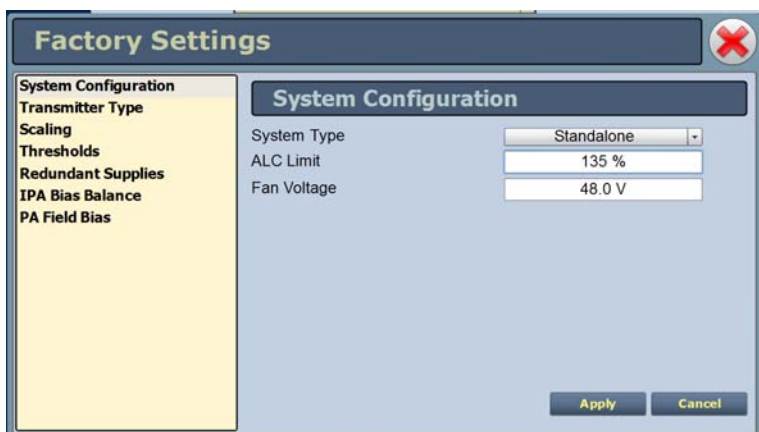 Factory Settings
System Configuration
Transmitter Type
Scaling
Thresholds
Redundant Supplies
IPA Bias Balance
PA Field Bias
System Configuration
System Type Standalone
ALC Limit 135 %
Fan Voltage 48.0 V
Apply Cancel